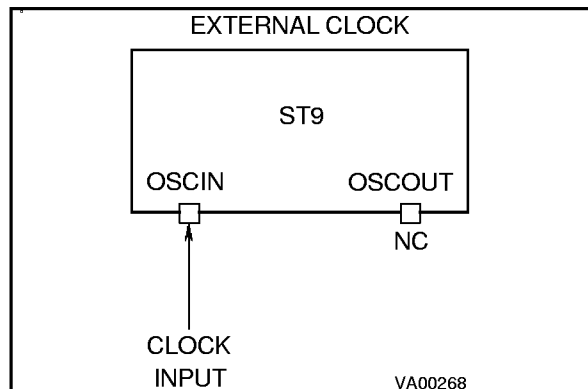 EXTERNAL CLOCK
ST9
OSCIN OSCOUT
NC
CLOCK
INPUT
VA00268